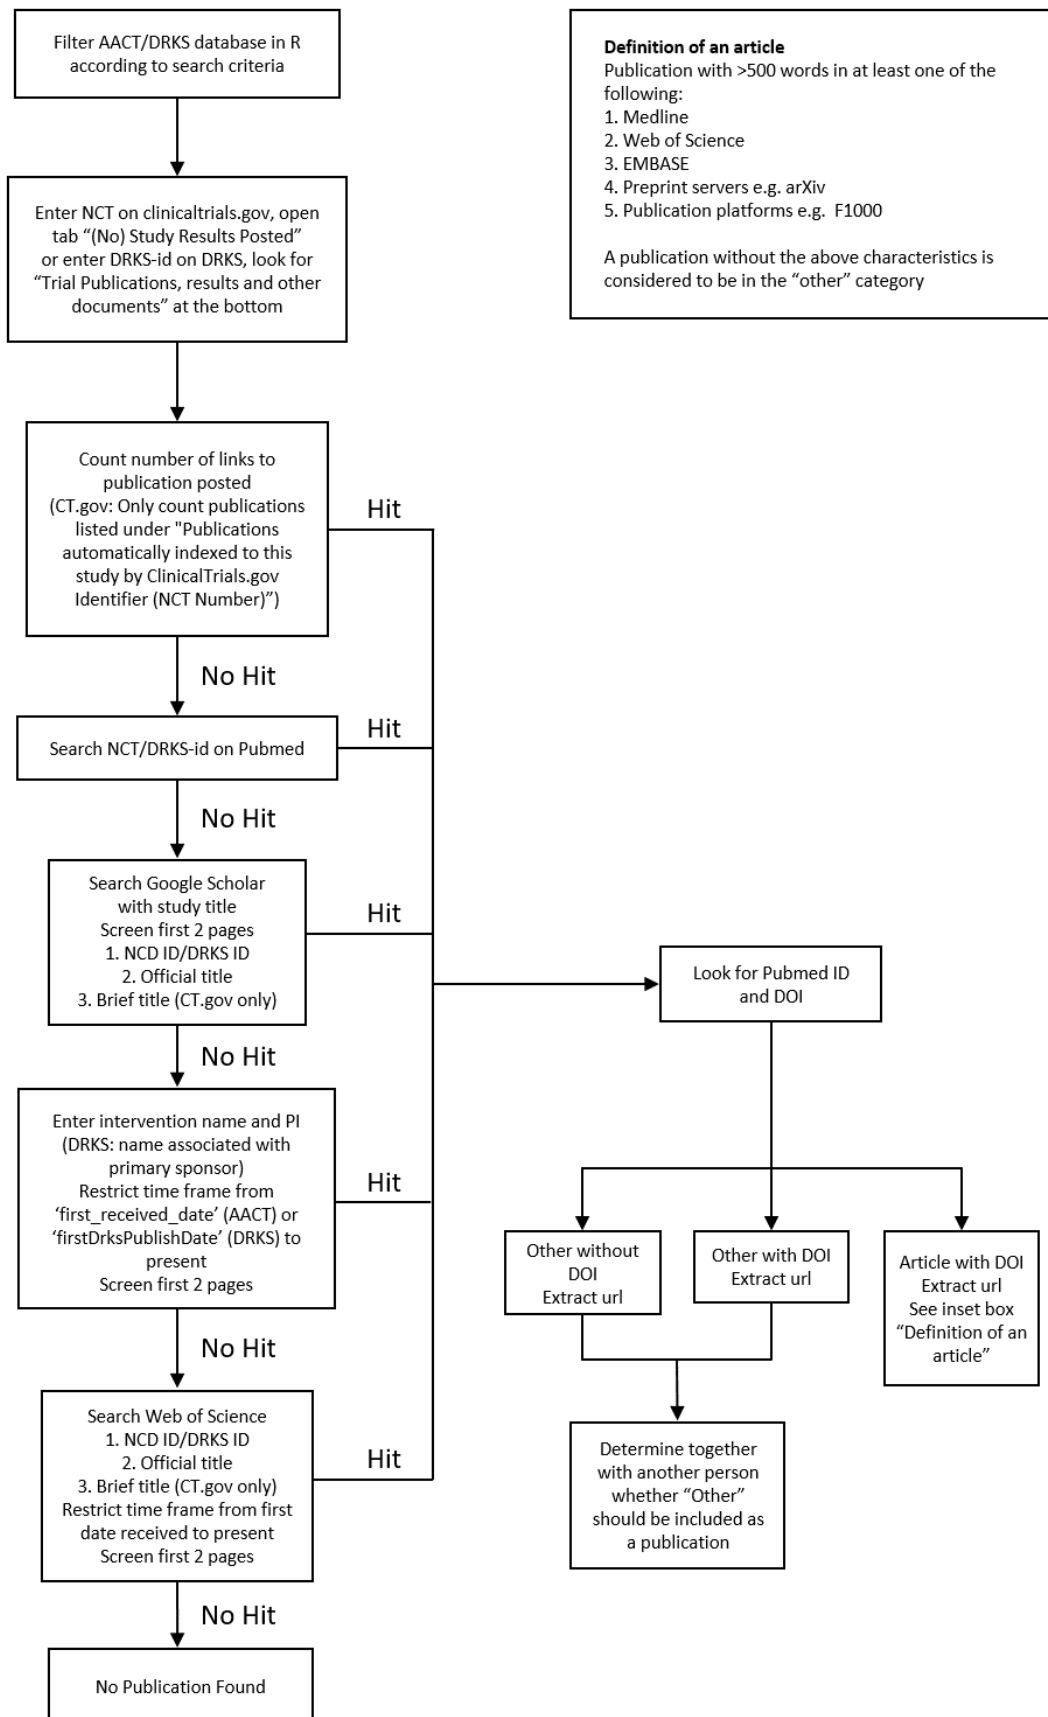 Filter AACT/DRKS database in R
according to search criteria
Definition of an article
Publication with >500 words in at least one of the
following:
1. Medline
2. Web of Science
3. EMBASE
4. Preprint servers e.g. arXiv
5. Publication platforms e.g.  F1000
A publication without the above characteristics is
considered to be in the “other” category
Enter NCT on clinicaltrials.gov, open
tab “(No) Study Results Posted”
or enter DRKS-id on DRKS, look for
“Trial Publications, results and other
documents” at the bottom
Count number of links to
publication posted
(CT.gov: Only count publications
listed under "Publications
automatically indexed to this
study by ClinicalTrials.gov
Identifier (NCT Number)”)
Hit
No Hit
Search NCT/DRKS-id on Pubmed
Hit
No Hit
Search Google Scholar
with study title
Screen first 2 pages
1. NCD ID/DRKS ID
2. Official title
3. Brief title (CT.gov only)
Hit
No Hit
Enter intervention name and PI
(DRKS: name associated with
primary sponsor)
Restrict time frame from
‘first_received_date’ (AACT) or
‘firstDrksPublishDate’ (DRKS) to
present
Screen first 2 pages
Hit
No Hit
Search Web of Science
1. NCD ID/DRKS ID
2. Official title
3. Brief title (CT.gov only)
Restrict time frame from first
date received to present
Screen first 2 pages
Hit
No Hit
No Publication Found
Look for Pubmed ID
and DOI
Other without
DOI
Extract url
Other with DOI
Extract url
Article with DOI
Extract url
See inset box
“Definition of an
article”
Determine together
with another person
whether “Other”
should be included as
a publication